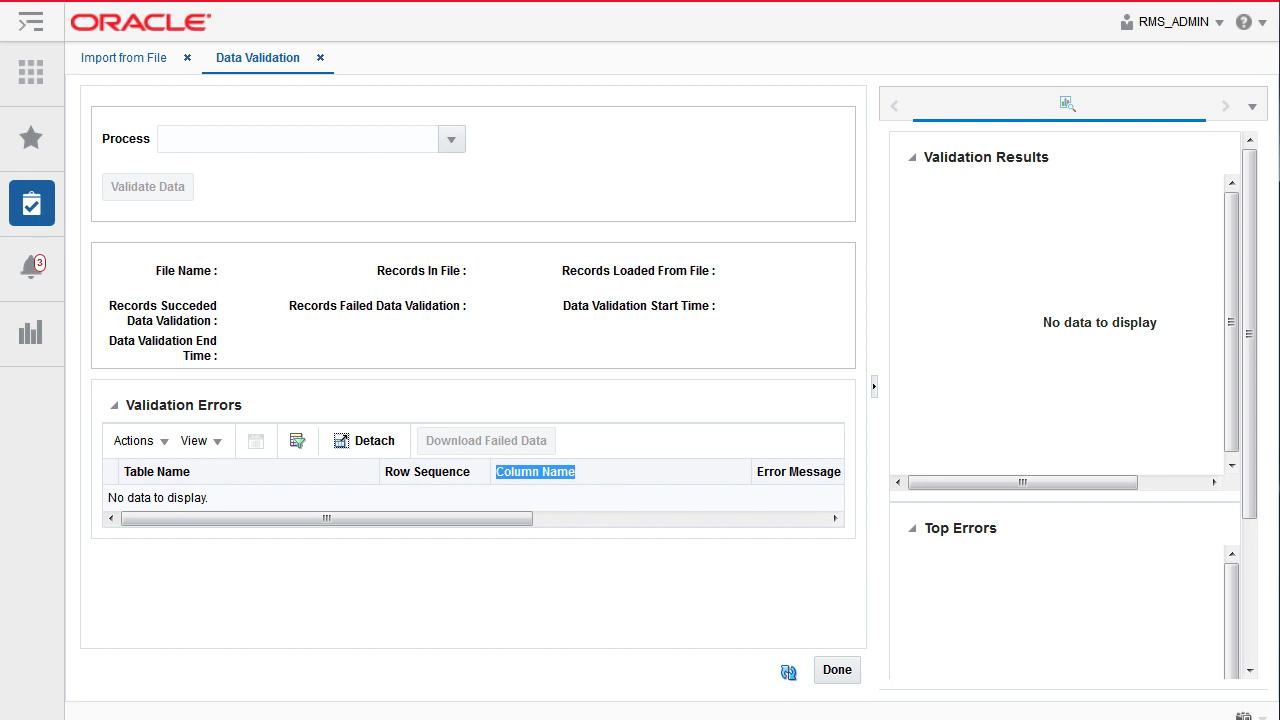 ORACLE
RMS_ADMIN
Import from File
Data Validation
Process
Validate Data
File Name :
Records In File :
Records Loaded From File :
Records Succeded
Data Validation :
Records Failed Data Validation :
Data Validation Start Time :
Data Validation End
Time :
Validation Errors
Actions
View
Detach
Download Failed Data
Table Name
Row Sequence
Column Name
Error Message
No data to display.
Done
3
Validation Results
No data to display
Top Errors